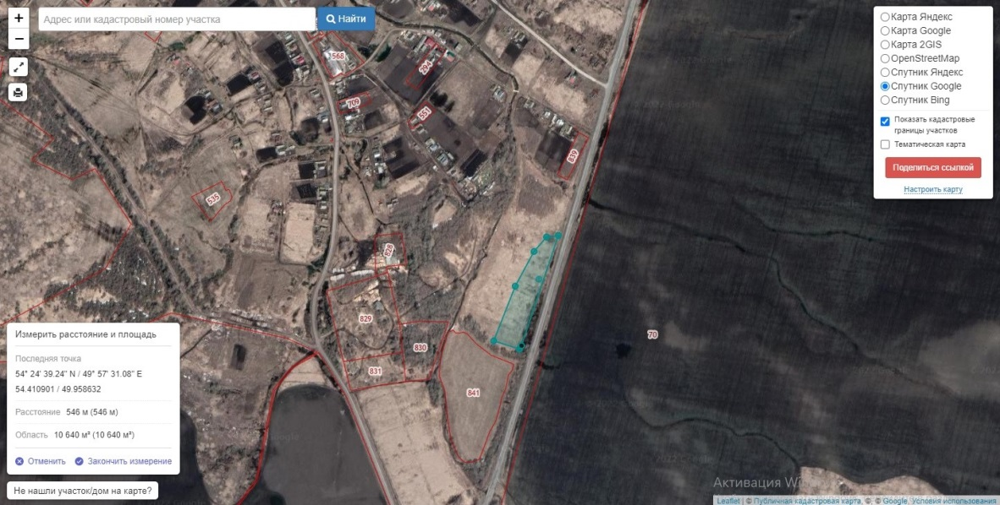 +
Адрес или кадастровый номер участка
Найти
−
Карта Яндекс
Карта Google
Карта 2GIS
OpenStreetMap
Спутник Яндекс
Спутник Google
Спутник Bing
Показать кадастровые
границы участков
Тематическая карта
Поделиться ссылкой
Настроить карту
568
294
709
551
839
535
828
829
830
831
841
70
Измерить расстояние и площадь
Последняя точка
54° 24' 39.24" N / 49° 57' 31.08" E
54.410901 / 49.958632
Расстояние 546 м (546 м)
Область 10 640 м² (10 640 м²)
Отменить Закончить измерение
Не нашли участок/дом на карте?
Активация
Leaflet | © Публичная кадастровая карта, ©, © Google, Условия использования